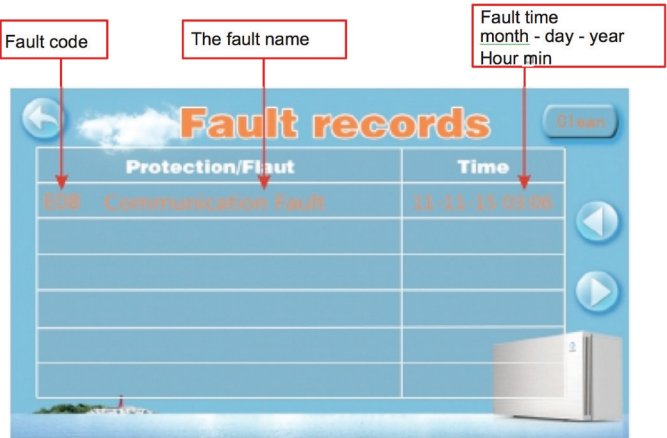 Fault code
The fault name
Fault time
month - day - year
Hour min
Fault records
Clean
Protection/Flaut
Time
E08 Communication Fault
11-11-15 03:06